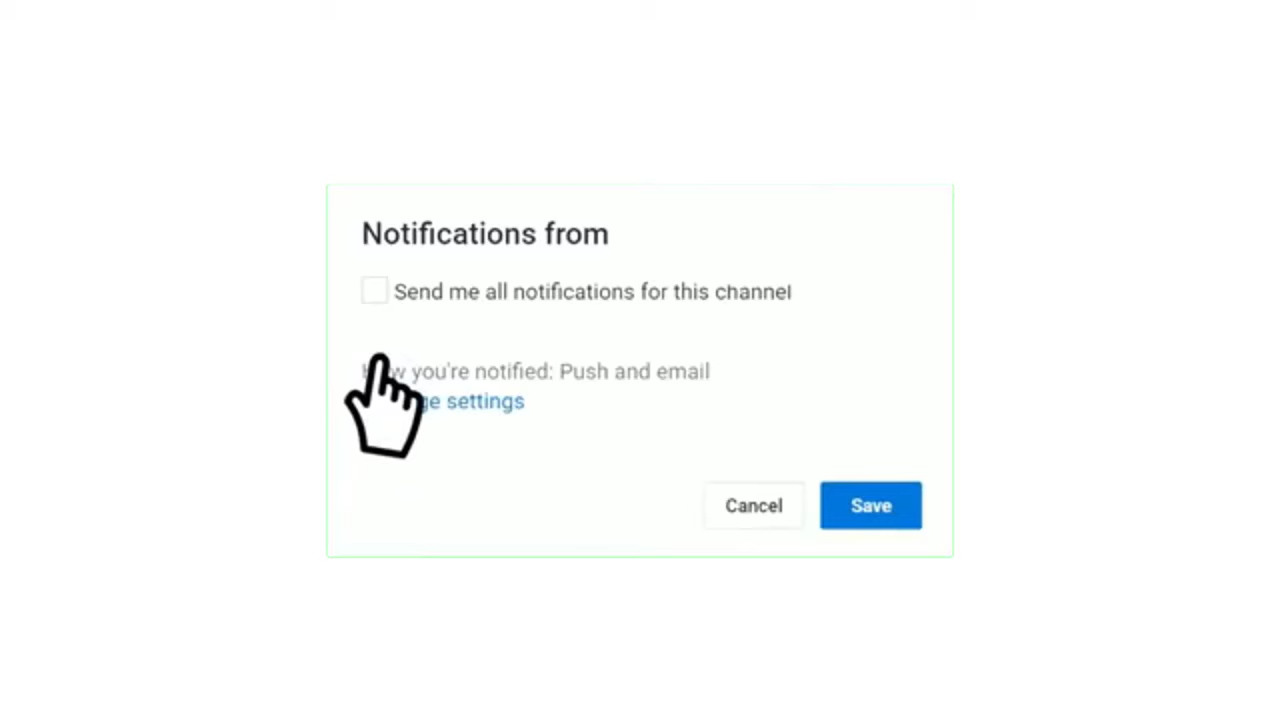 Notifications from
Send me all notifications for this channel
you're notified: Push and email
settings
Cancel
Save